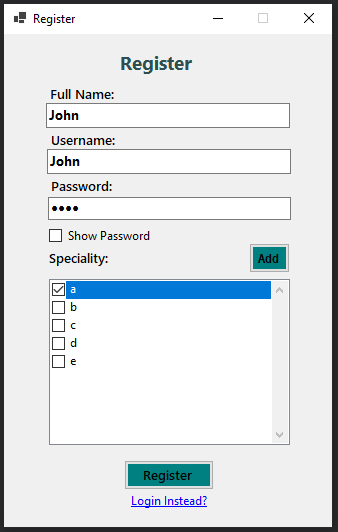 Register
Register
Full Name:
John
Username:
John
Password:
••••
Show Password
Speciality:
Add
a
b
c
d
e
Register
Login Instead?